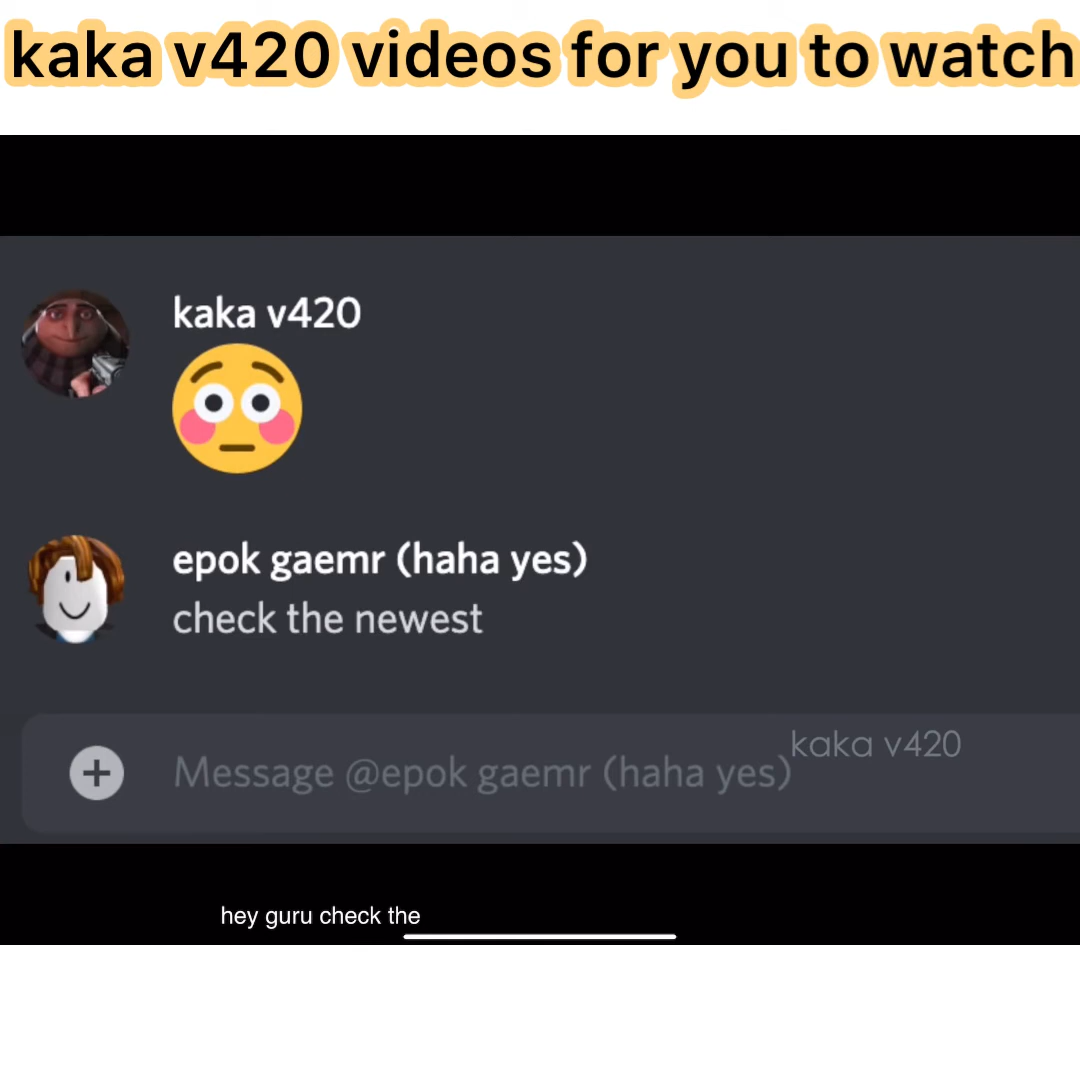 kaka v420 videos for you to watch
kaka v420
epok gaemr (haha yes)
check the newest
Message @epok gaemr (haha yes)
kaka v420
hey guru check the